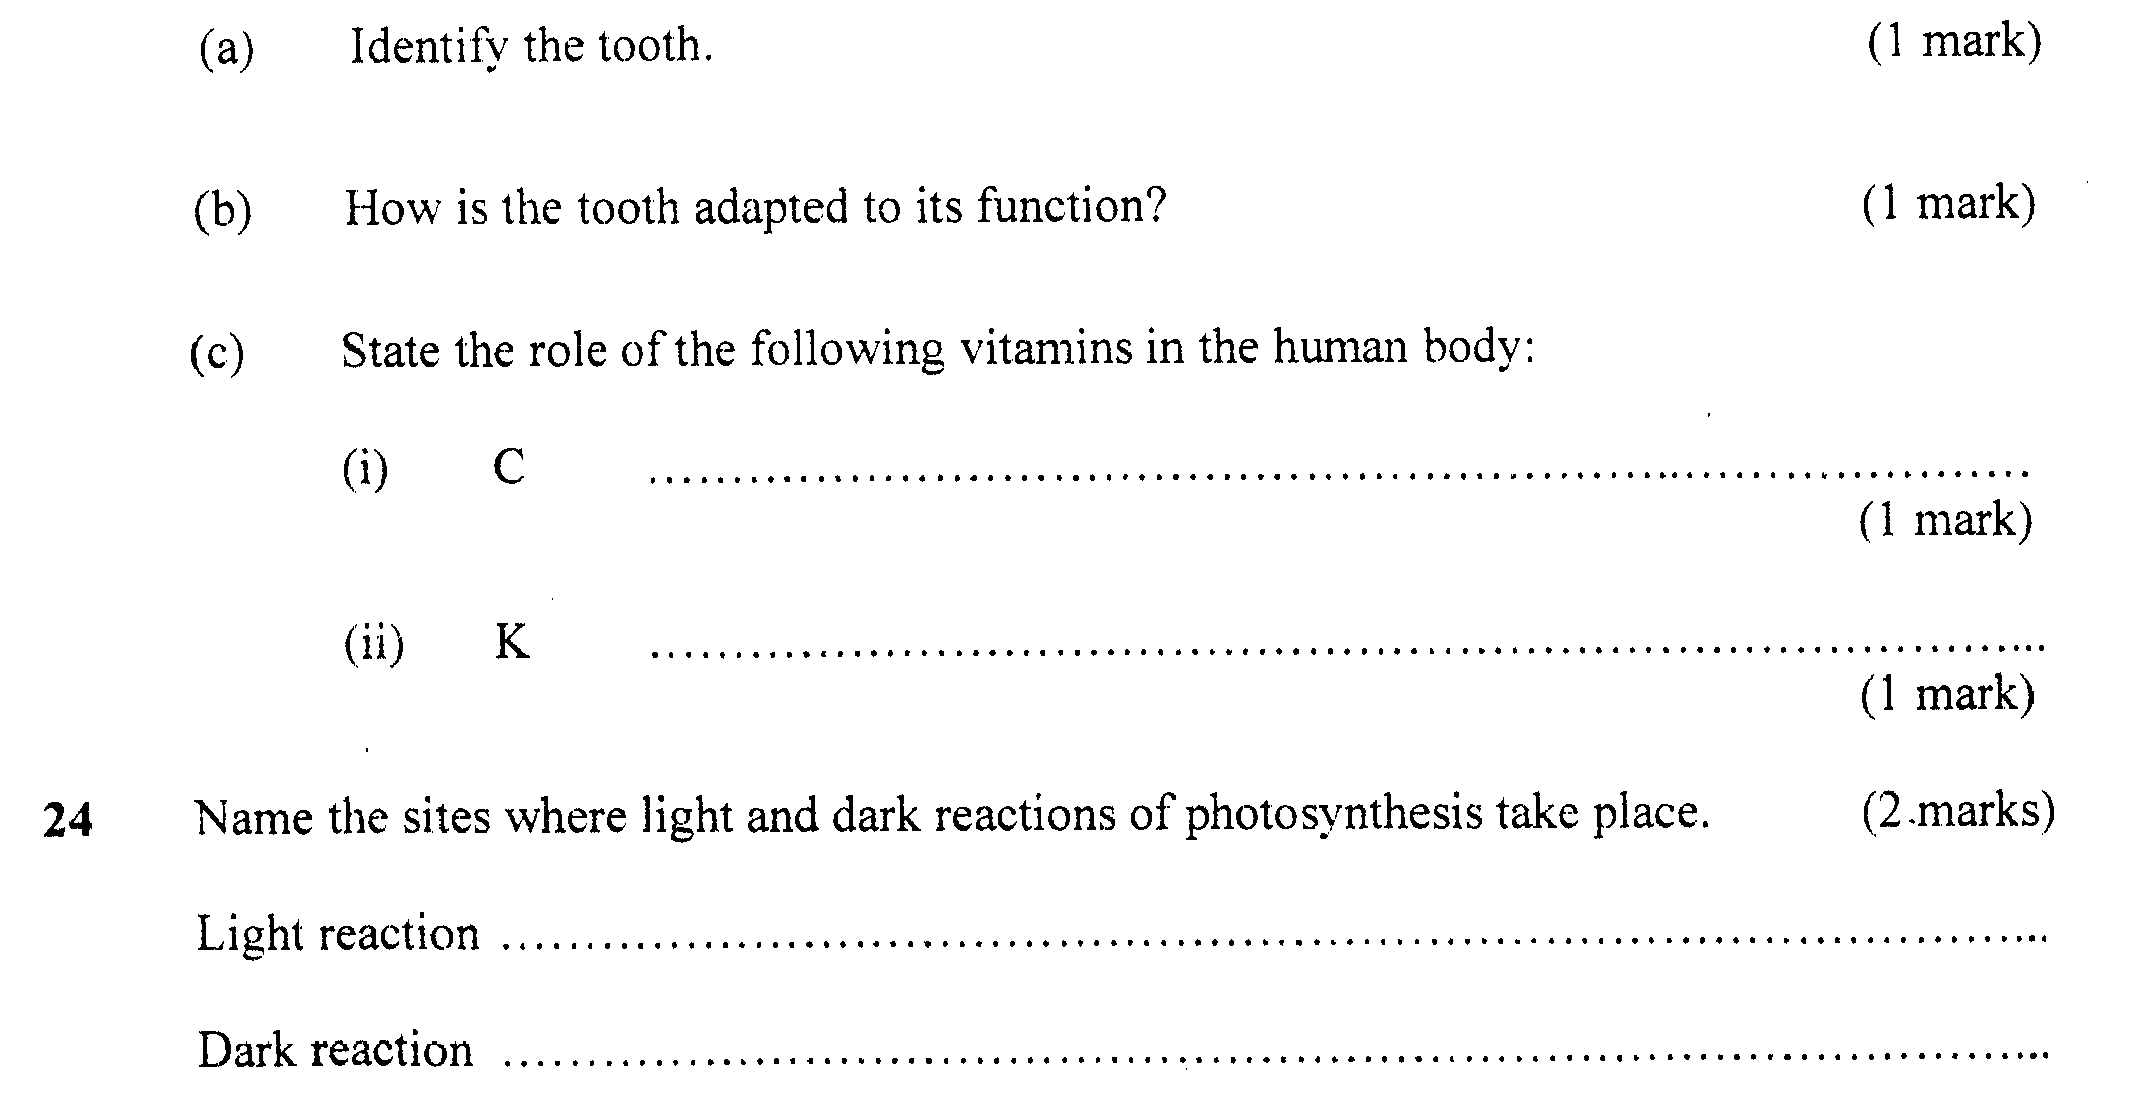 (a) Identify the tooth. (1 mark)
(b) How is the tooth adapted to its function? (1 mark)
(c) State the role of the following vitamins in the human body:
(i) C ....................................................................................
(1 mark)
(ii) K ....................................................................................
(1 mark)
24 Name the sites where light and dark reactions of photosynthesis take place. (2 marks)
Light reaction ............................................................................................
Dark reaction ............................................................................................